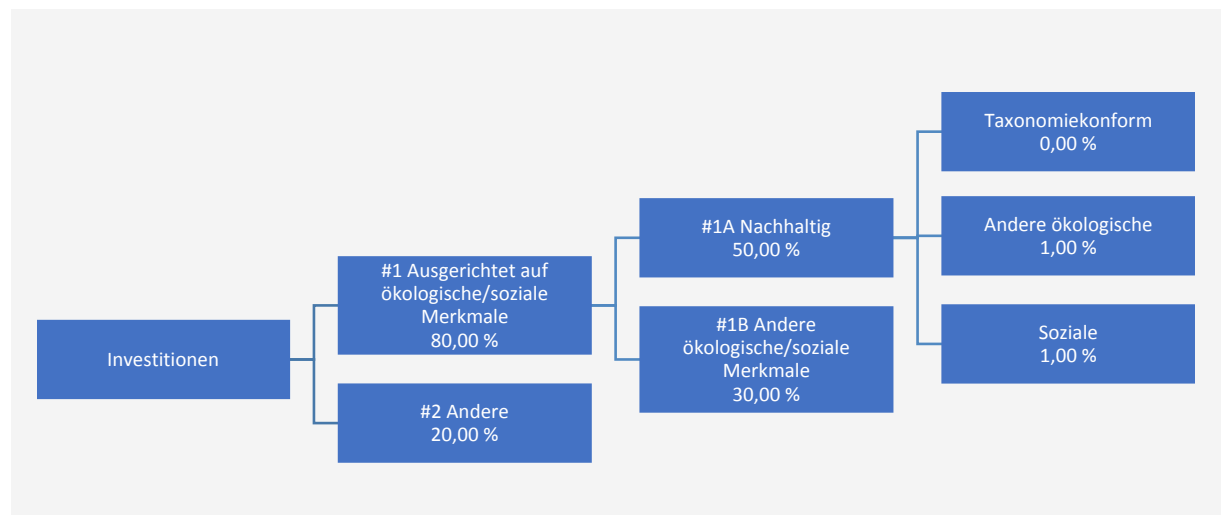 Investitionen
#1 Ausgerichtet auf
ökologische/soziale
Merkmale
80,00 %
#2 Andere
20,00 %
#1A Nachhaltig
50,00 %
#1B Andere
ökologische/soziale
Merkmale
30,00 %
Taxonomiekonform
0,00 %
Andere ökologische
1,00 %
Soziale
1,00 %